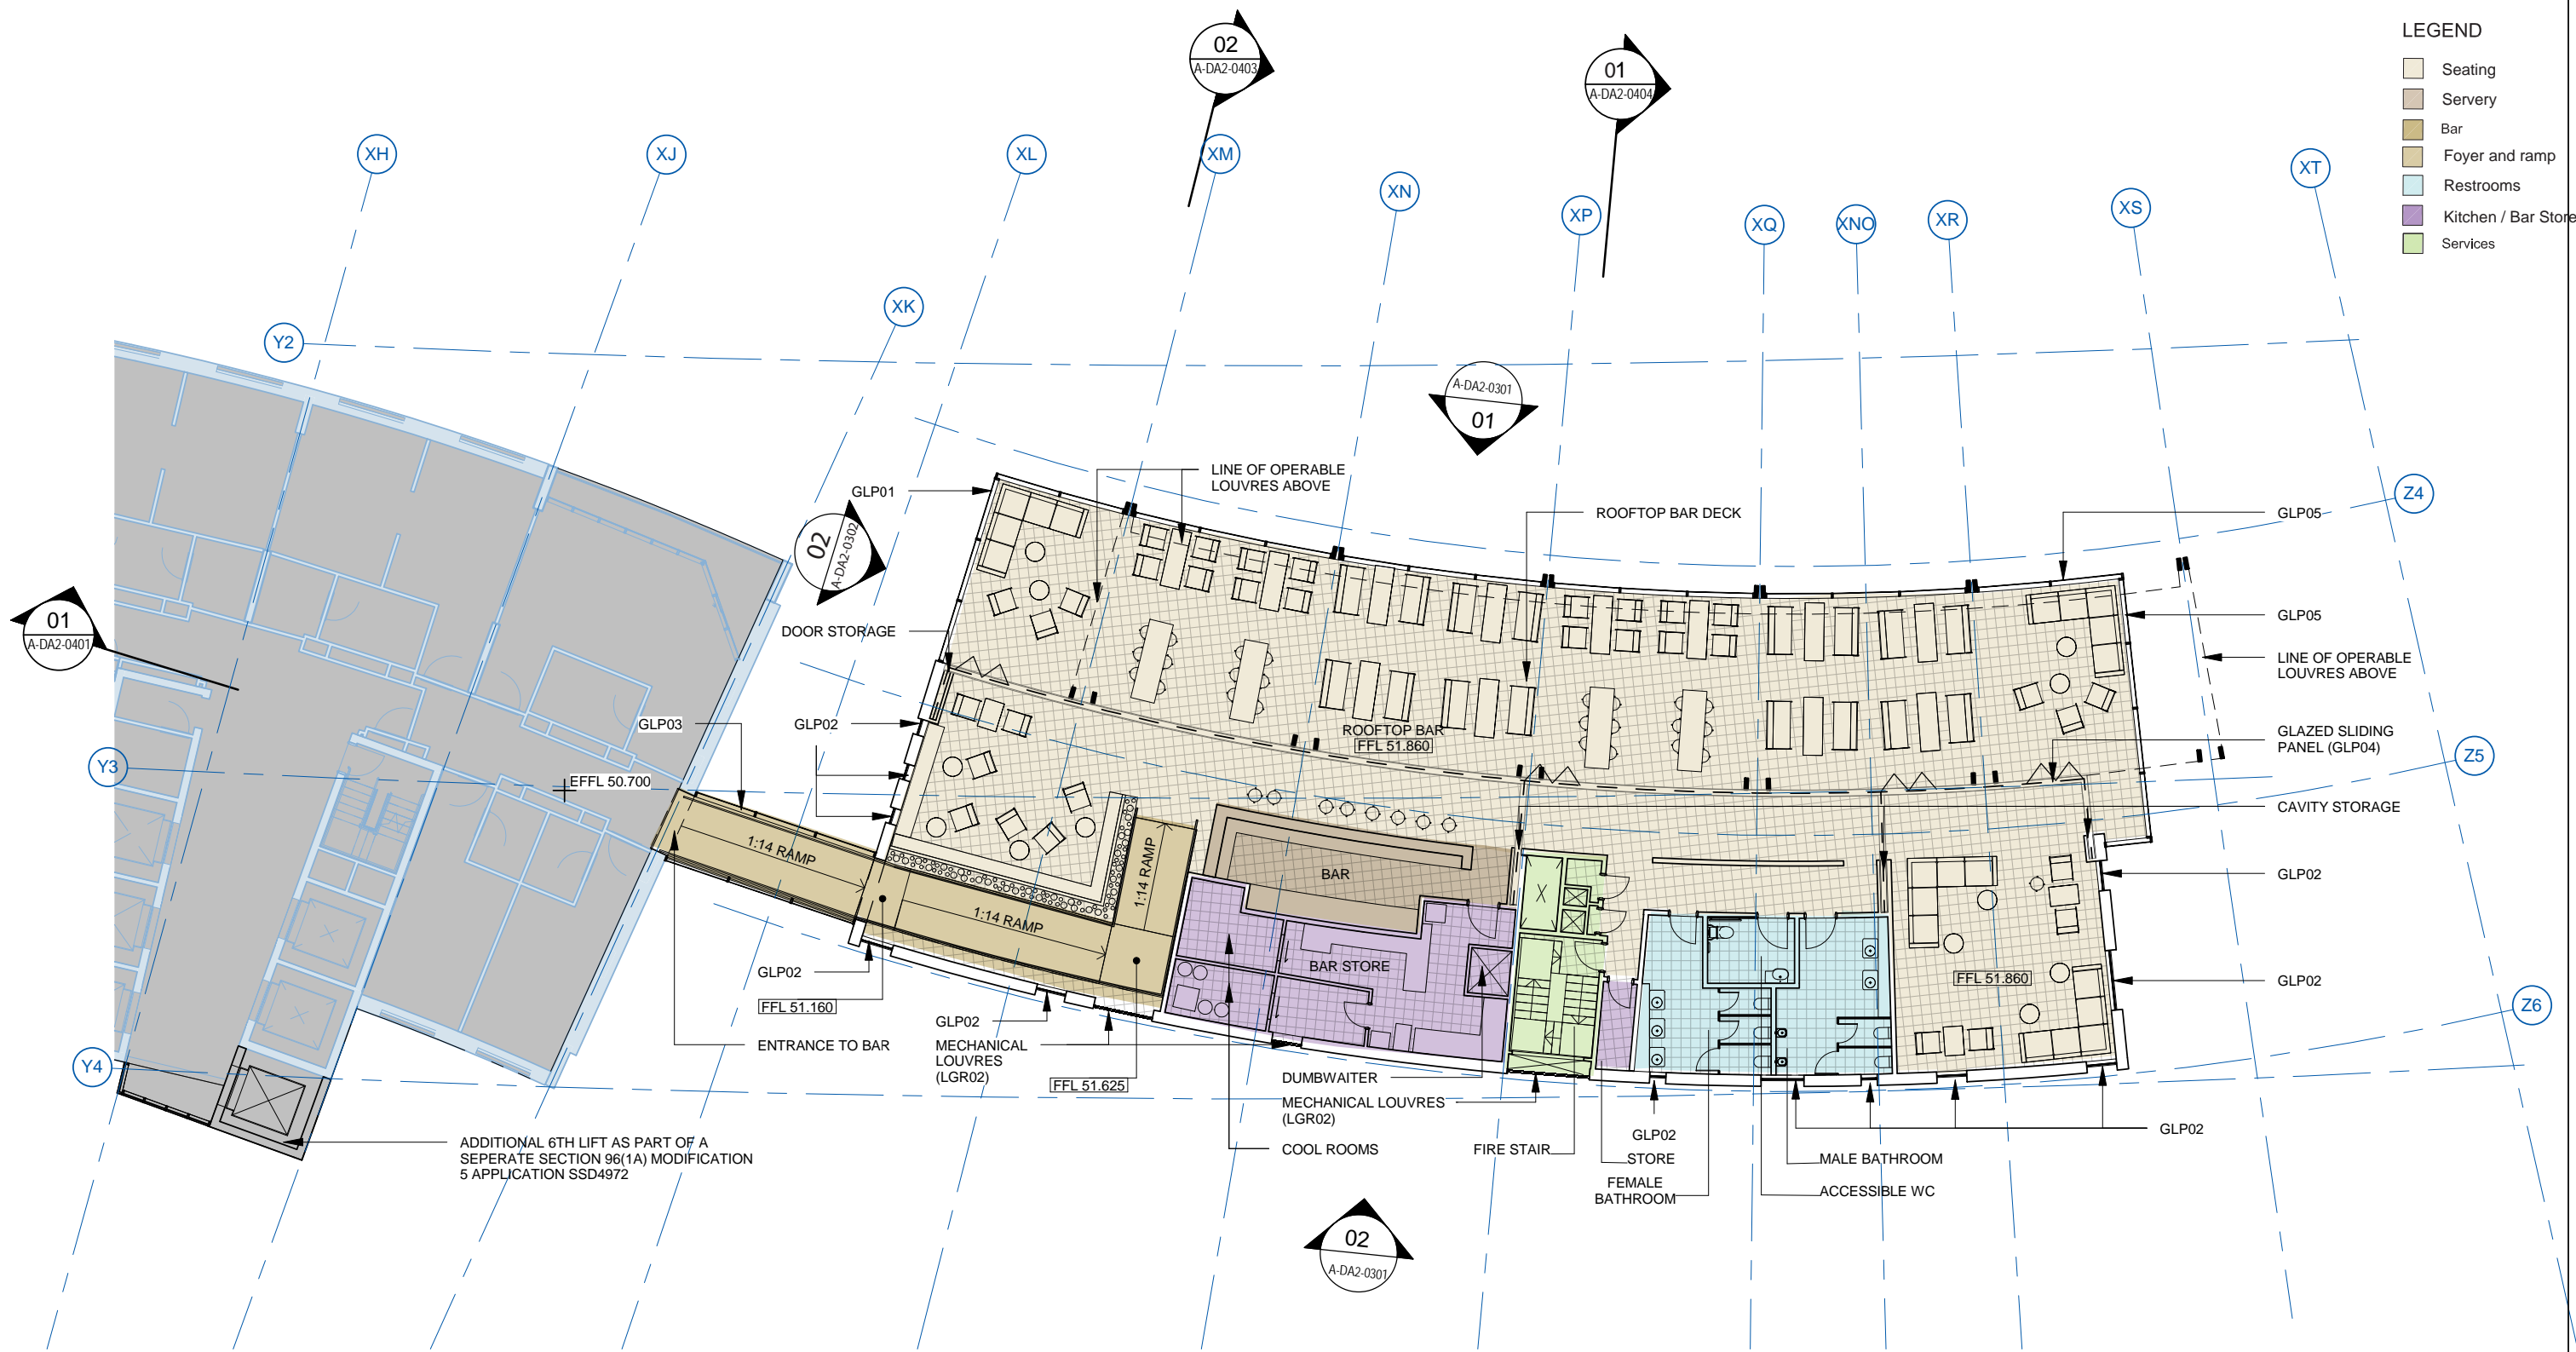 LEGEND
Seating
Servery
Bar
Foyer and ramp
Restrooms
Kitchen / Bar Store
Services
02
A-DA2-0403
01
A-DA2-0404
XH
XJ
XL
XM
XN
XP
XQ
XNO
XR
XS
XT
XK
Y2
A-DA2-0301
01
LINE OF OPERABLE
LOUVRES ABOVE
GLP01
ROOFTOP BAR DECK
GLP05
Z4
02
A-DA2-0302
01
A-DA2-0401
DOOR STORAGE
GLP05
LINE OF OPERABLE
LOUVRES ABOVE
GLP03
GLP02
ROOFTOP BAR
FFL 51.860
GLAZED SLIDING
PANEL (GLP04)
Z5
Y3
EFFL 50.700
CAVITY STORAGE
1:14 RAMP
1:14 RAMP
1:14 RAMP
BAR
GLP02
BAR STORE
GLP02
FFL 51.860
GLP02
FFL 51.160
Z6
GLP02
ENTRANCE TO BAR
MECHANICAL
LOUVRES
(LGR02)
FFL 51.625
Y4
DUMBWAITER
MECHANICAL LOUVRES
(LGR02)
COOL ROOMS
FIRE STAIR
GLP02
STORE
FEMALE
BATHROOM
MALE BATHROOM
ACCESSIBLE WC
GLP02
ADDITIONAL 6TH LIFT AS PART OF A
SEPERATE SECTION 96(1A) MODIFICATION
5 APPLICATION SSD4972
02
A-DA2-0301